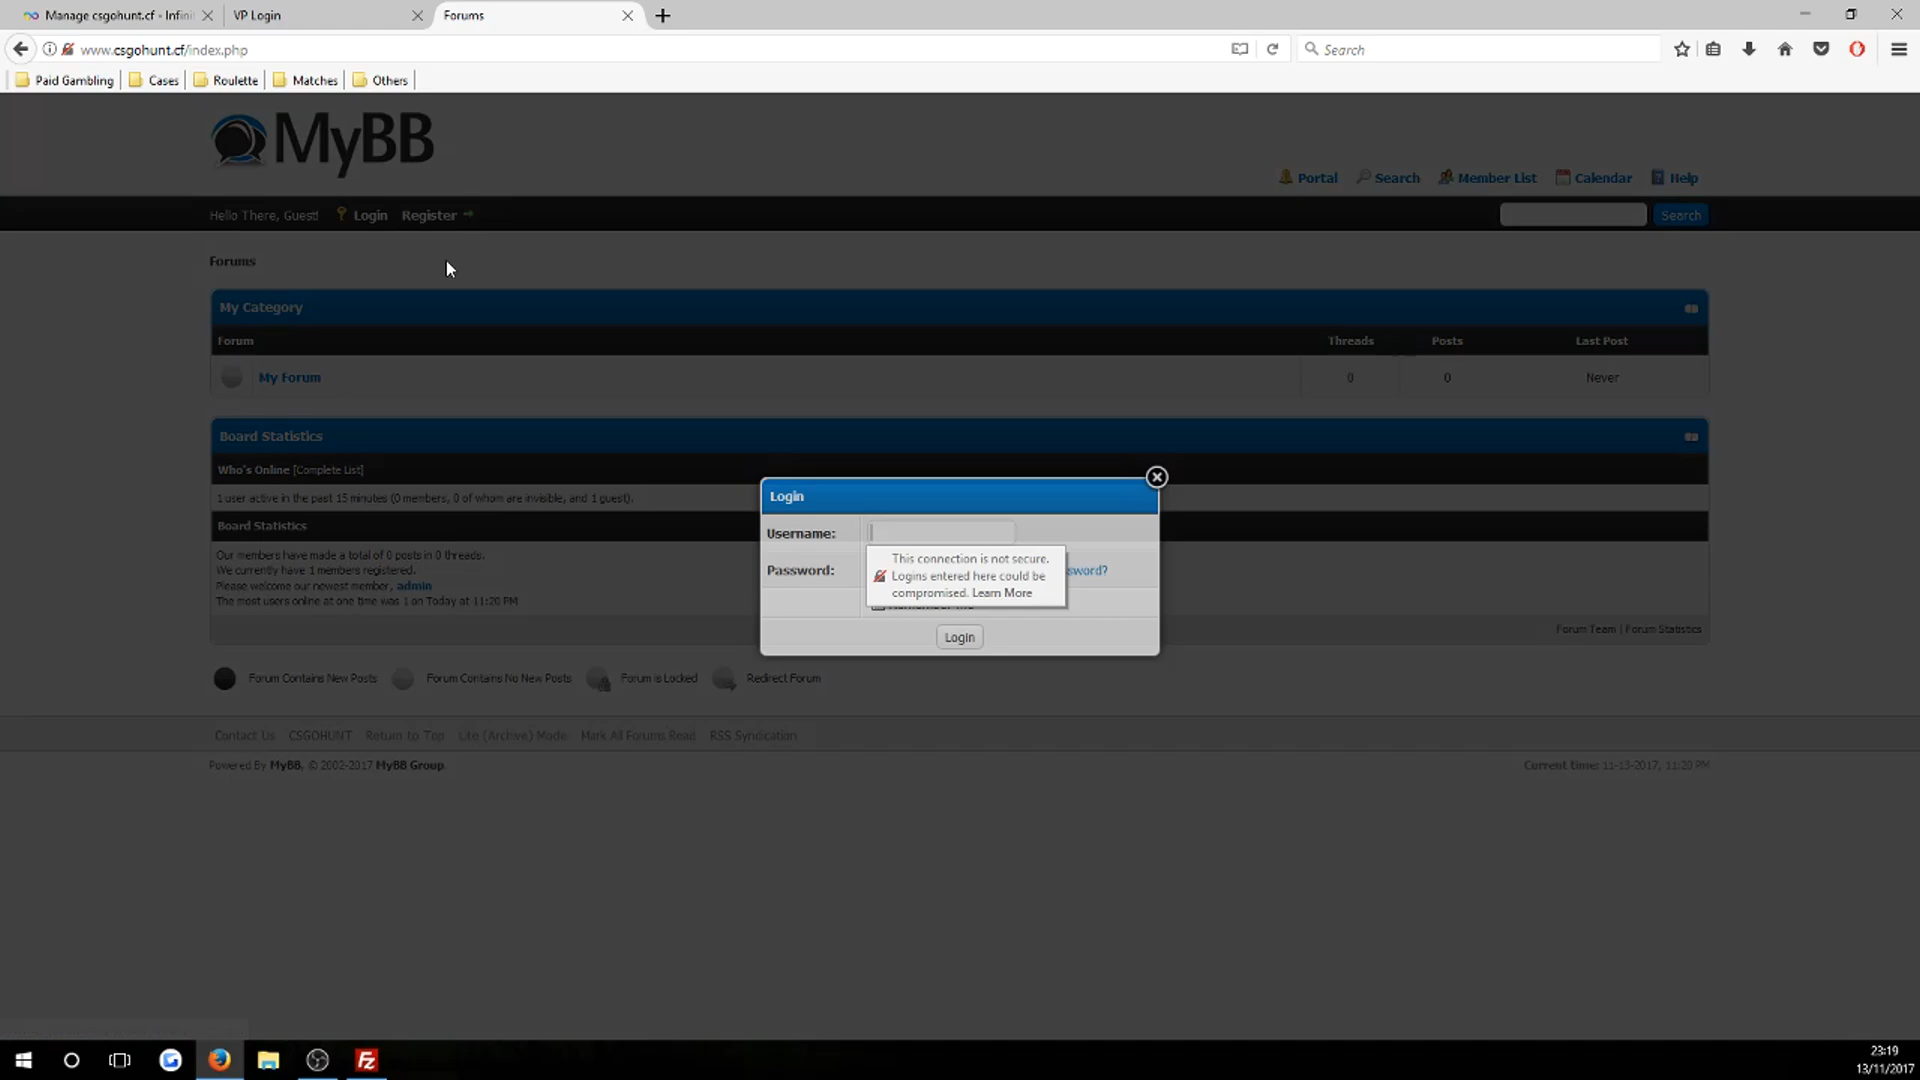 Manage csgohunt.cf - Infini
VP Login
Forums
www.csgohunt.cf/index.php
Search
Paid Gambling
Cases
Roulette
Matches
Others
MyBB
Portal
Search
Member List
Calendar
Help
Hello There, Guest!
Login
Register
Search
Forums
My Category
Forum
Threads
Posts
Last Post
My Forum
0
0
Never
Board Statistics
Who's Online [Complete List]
1 user active in the past 15 minutes (0 members, 0 of whom are invisible, and 1 guest).
Board Statistics
Our members have made a total of 0 posts in 0 threads.
We currently have 1 members registered.
Please welcome our newest member, admin
The most users online at one time was 1 on Today at 11:20 PM
Forum Team | Forum Statistics
Login
Username:
Password:
This connection is not secure.
Logins entered here could be
compromised. Learn More
sword?
Login
Forum Contains New Posts
Forum Contains No New Posts
Forum is Locked
Redirect Forum
Contact Us
CSGOHUNT
Return to Top
Lite (Archive) Mode
Mark All Forums Read
RSS Syndication
Powered By MyBB, © 2002-2017 MyBB Group.
Current time: 11-13-2017, 11:20 PM
Fz
23:19
13/11/2017